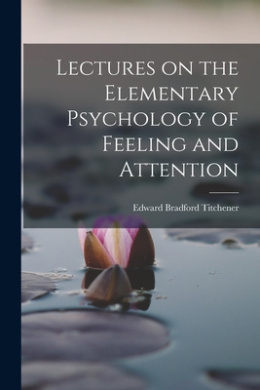 Lectures on the
Elementary
Psychology of
Feeling and
Attention
Edward Bradford Titchener